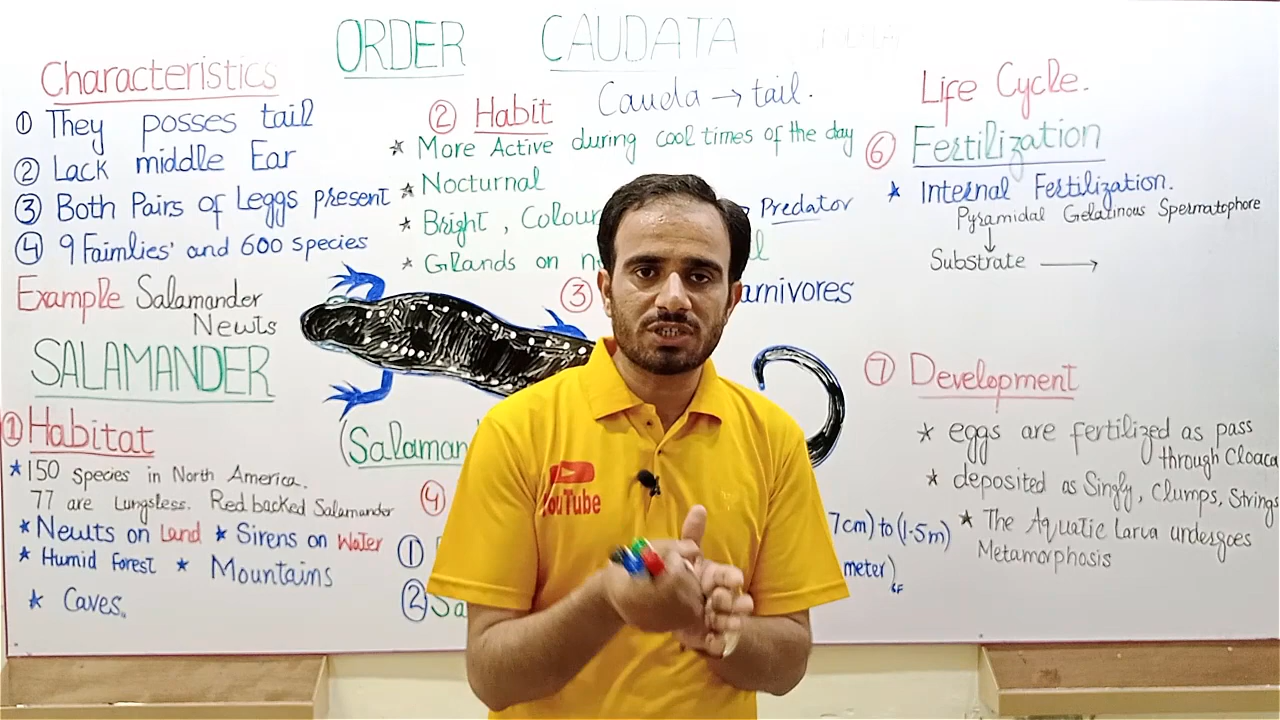 ORDER CAUDATA
Characteristics
① They posses tail
② Lack middle Ear
③ Both Pairs of Leggs present
④ 9 Faimlies' and 600 species
Example Salamander
Newts
SALAMANDER
① Habitat
* 150 species in North America.
77 are Lungsless. Red backed Salamander
* Newts on Land * Sirens on Water
* Humid Forest * Mountains
* Caves.
Cauda → tail.
② Habit
* More Active during cool times of the day
* Nocturnal
* Bright, Colour
Predator
* Glands on
③
arnivores
(Salaman
④
①
②Sa
7cm) to (1.5m)
meter)
YouTube
Life Cycle.
⑥ Fertilization
* Internal Fertilization.
Pyramidal Gelatinous Spermatophore
↓
Substrate →
⑦ Development
* eggs are fertilized as pass
through Cloaca
* deposited as Singly, Clumps, Strings
* The Aquatic Larva undergoes
Metamorphosis